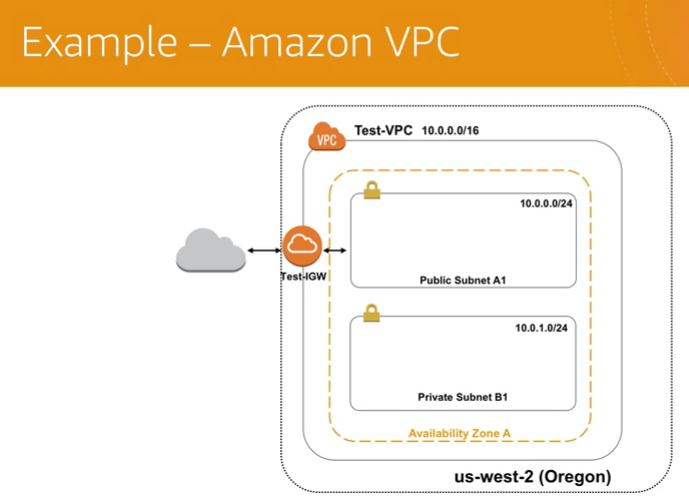 Example – Amazon VPC
VPC
Test-VPC 10.0.0.0/16
10.0.0.0/24
Test-IGW
Public Subnet A1
10.0.1.0/24
Private Subnet B1
Availability Zone A
us-west-2 (Oregon)